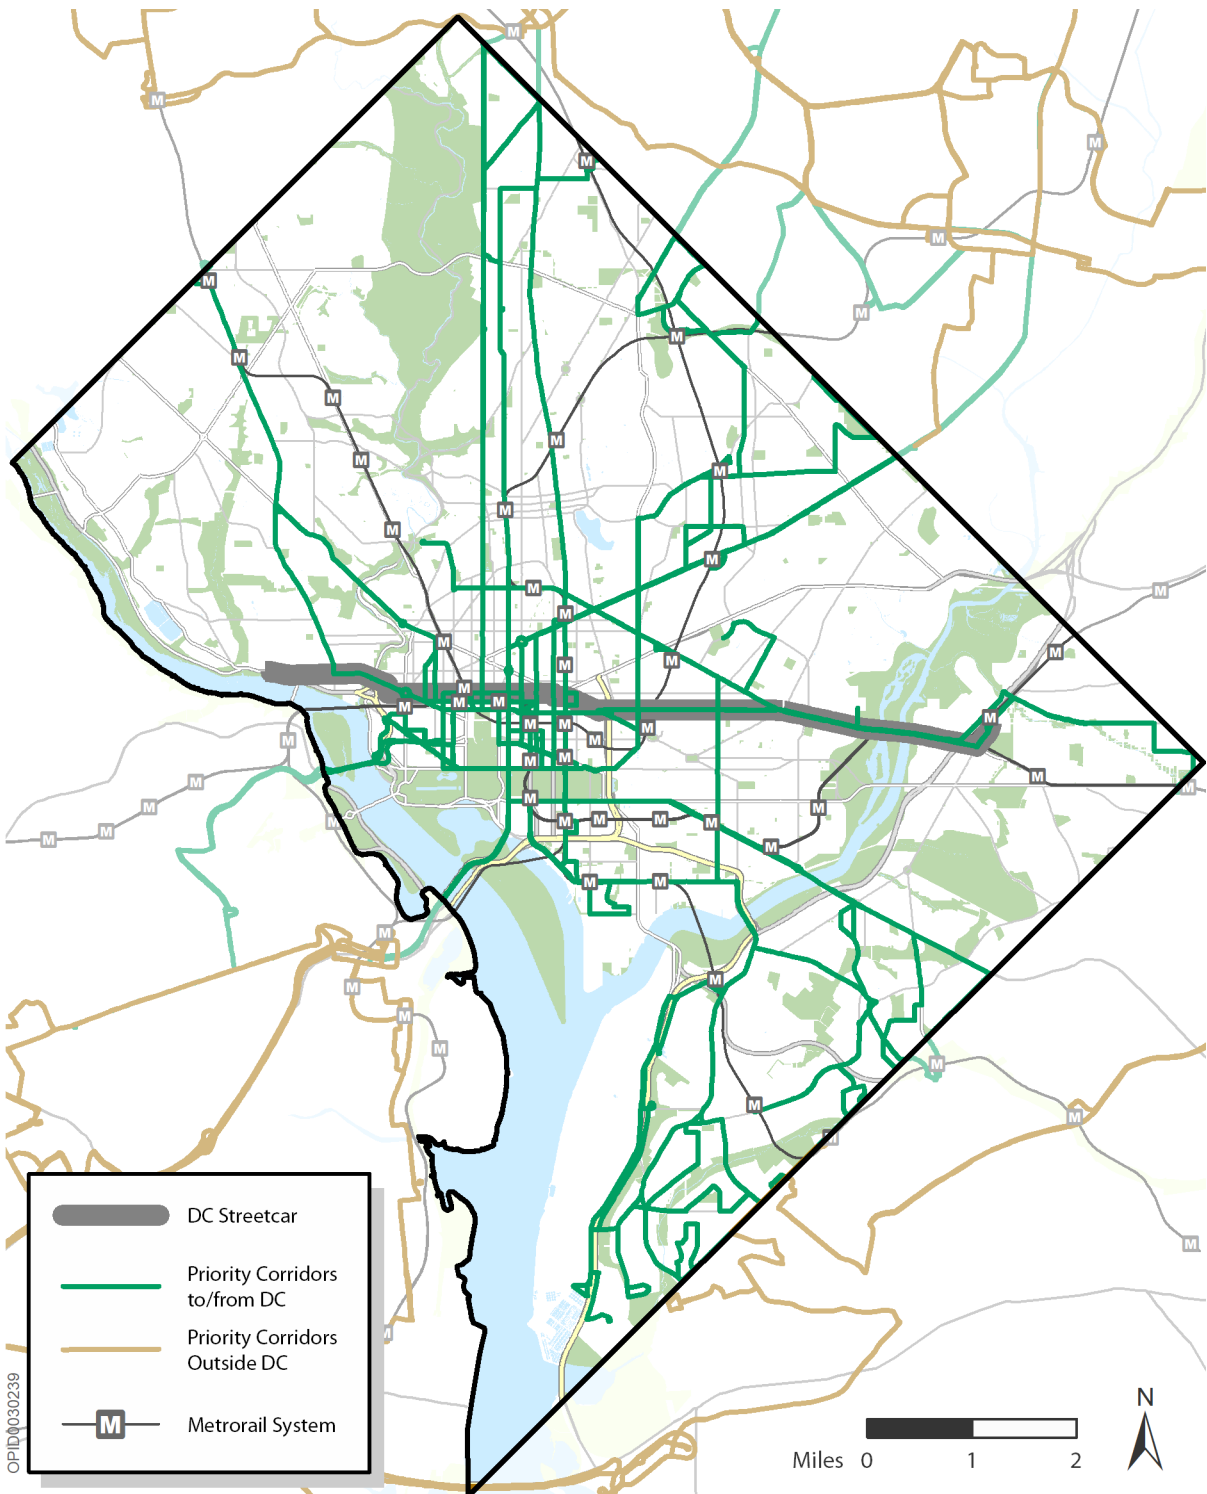 DC Streetcar
Priority Corridors
to/from DC
Priority Corridors
Outside DC
M
Metrorail System
OPID0030239
N
Miles 0 1 2